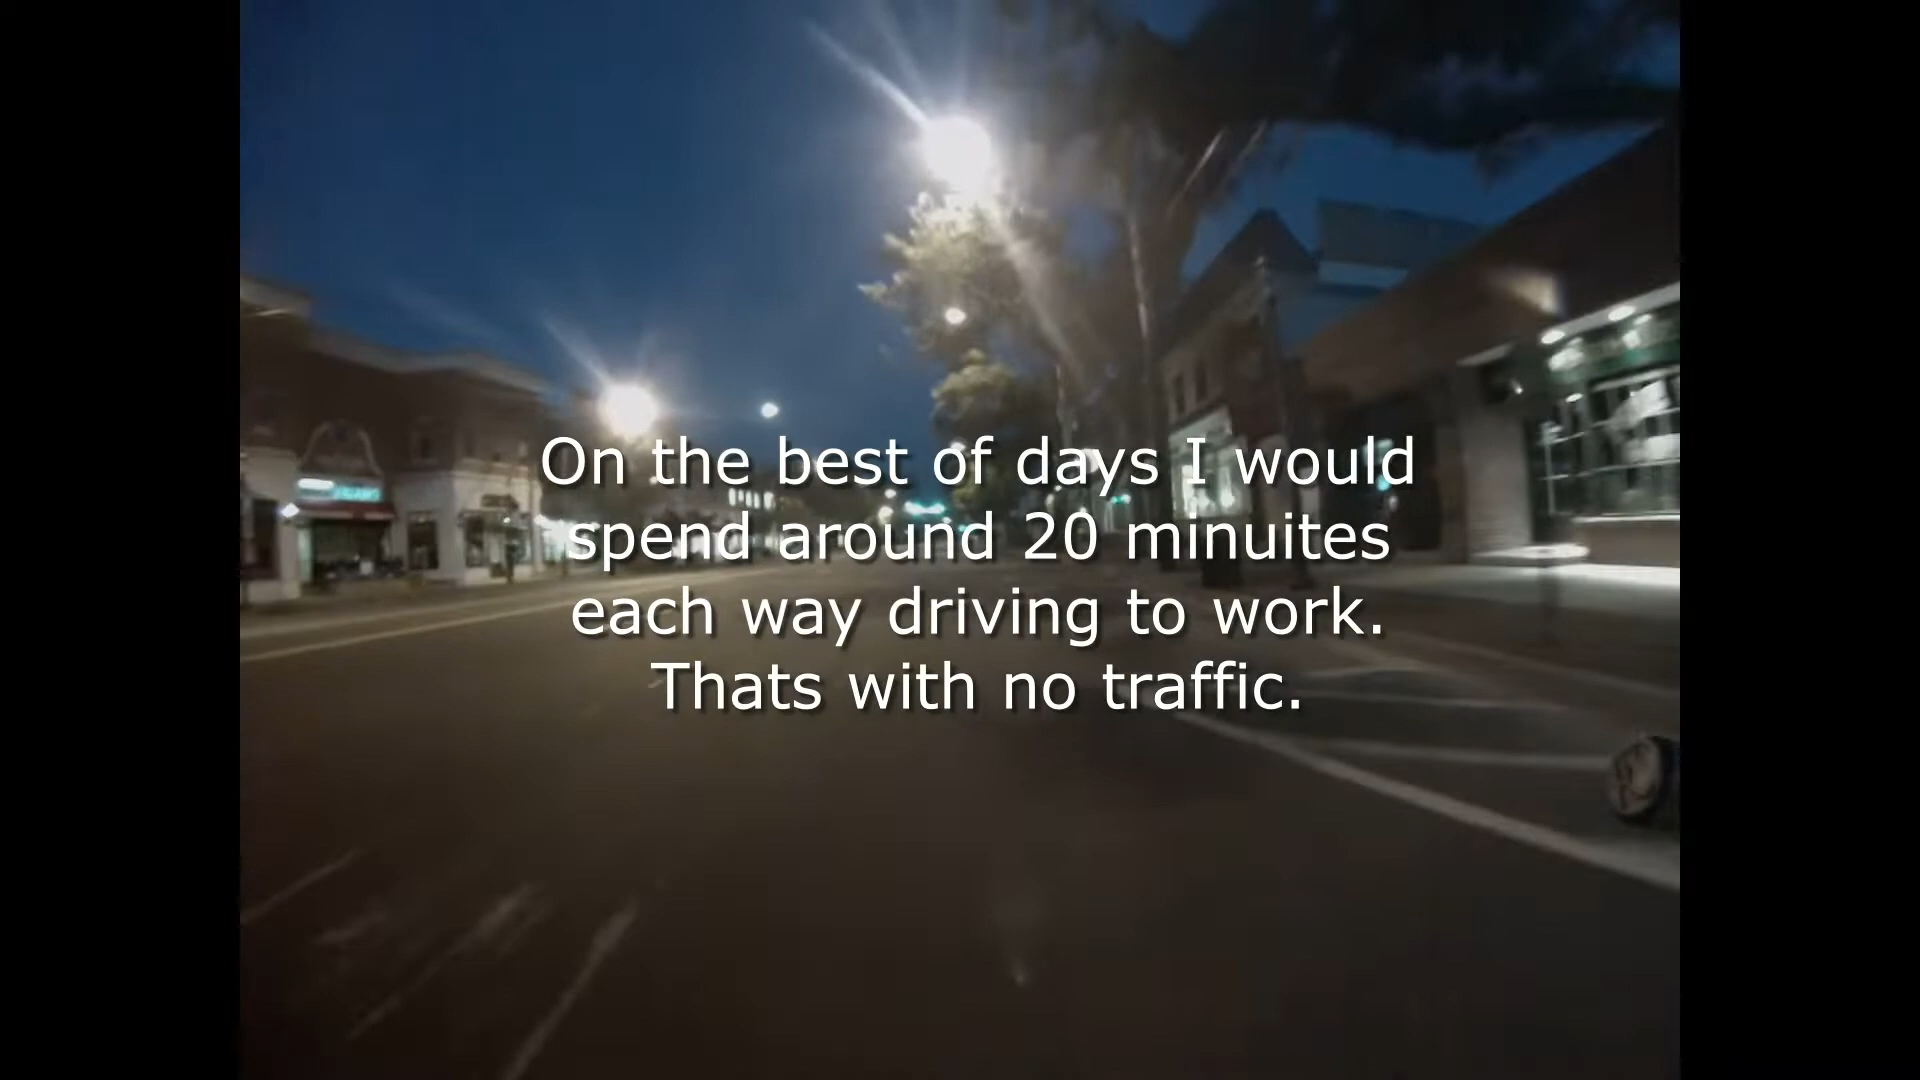 On the best of days I would
spend around 20 minuites
each way driving to work.
Thats with no traffic.